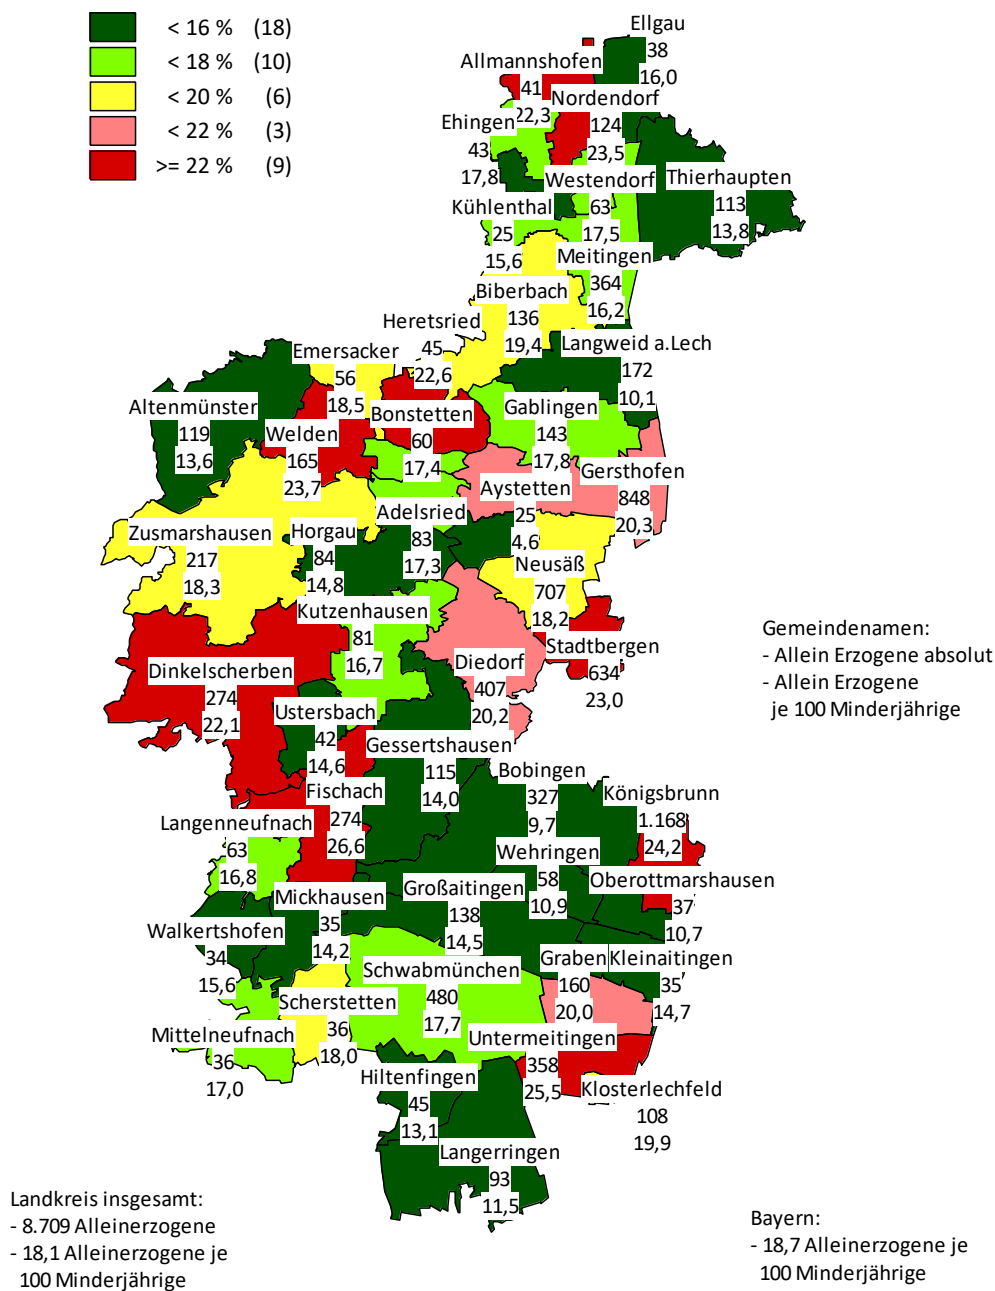 < 16 % (18)
< 18 % (10)
< 20 % (6)
< 22 % (3)
>= 22 % (9)
Ellgau
38
16,0
Allmannshofen
41
22,3
Nordendorf
124
23,5
Ehingen
43
17,8
Westendorf
63
17,5
Thierhaupten
113
13,8
Kühlenthal
25
15,6
Meitingen
364
16,2
Biberbach
136
19,4
Heretsried
45
22,6
Langweid a.Lech
172
10,1
Emersacker
56
18,5
Altenmünster
119
13,6
Welden
165
23,7
Bonstetten
60
17,4
Gablingen
143
17,8
Gersthofen
848
20,3
Aystetten
25
4,6
Adelsried
83
17,3
Zusmarshausen
217
18,3
Horgau
84
14,8
Neusäß
707
18,2
Kutzenhausen
81
16,7
Stadtbergen
634
23,0
Gemeindenamen:
- Allein Erzogene absolut
- Allein Erzogene
je 100 Minderjährige
Dinkelscherben
274
22,1
Diedorf
407
20,2
Ustersbach
42
14,6
Gessertshausen
115
14,0
Bobingen
327
9,7
Fischach
274
26,6
Königsbrunn
1.168
24,2
Langenneufnach
63
16,8
Wehringen
58
10,9
Oberottmarshausen
37
10,7
Mickhausen
35
14,2
Großaitingen
138
14,5
Walkertshofen
34
15,6
Graben
160
20,0
Kleinaitingen
35
14,7
Schwabmünchen
480
17,7
Scherstetten
36
18,0
Mittelneufnach
36
17,0
Untermeitingen
358
25,5
Hiltenfingen
45
13,1
Klosterlechfeld
108
19,9
Langerringen
93
11,5
Landkreis insgesamt:
- 8.709 Alleinerzogene
- 18,1 Alleinerzogene je
100 Minderjährige
Bayern:
- 18,7 Alleinerzogene je
100 Minderjährige